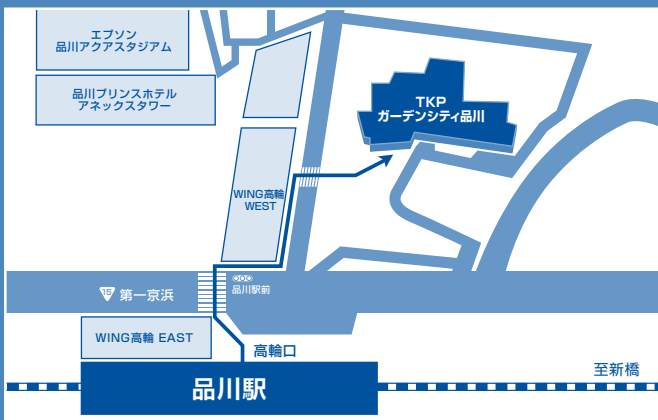 エプソン
品川アクアスタジアム
品川プリンスホテル
アネックスタワー
TKP
ガーデンシティ品川
WING高輪
WEST
15
第一京浜
品川駅前
WING高輪 EAST
高輪口
品川駅
至新橋